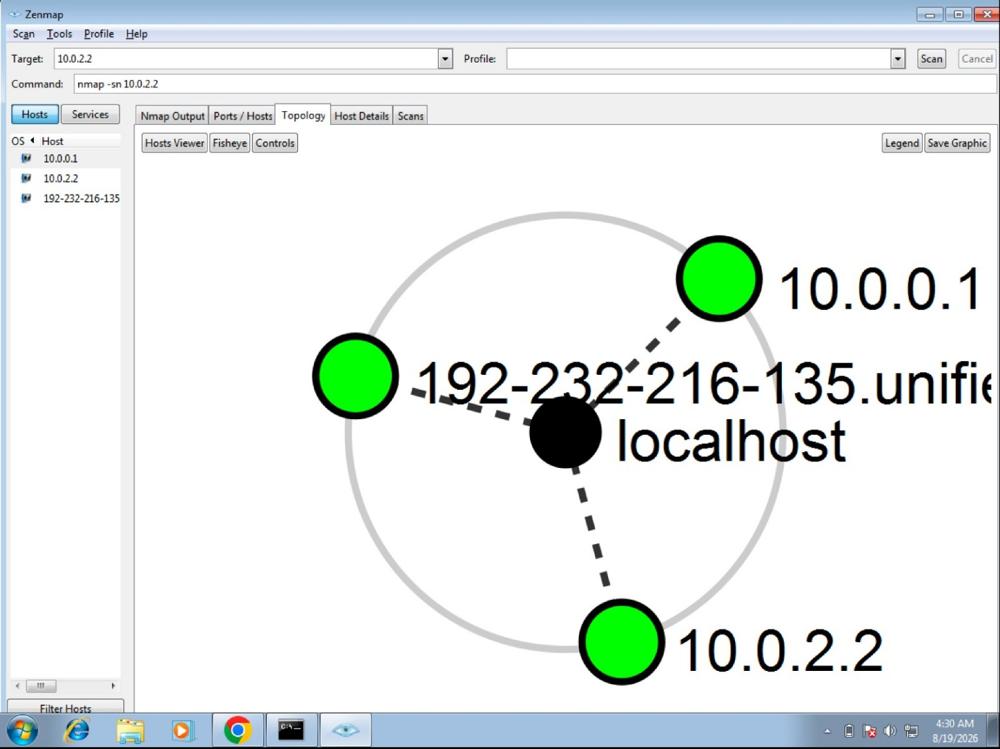 Zenmap
Scan Tools Profile Help
Target: 10.0.2.2 Profile: Scan Cancel
Command: nmap -sn 10.0.2.2
Hosts Services
Nmap Output Ports / Hosts Topology Host Details Scans
OS Host
Hosts Viewer Fisheye Controls Legend Save Graphic
10.0.0.1
10.0.2.2
192-232-216-135
10.0.0.1
192-232-216-135.unifie
localhost
10.0.2.2
Filter Hosts
4:30 AM
8/19/2026